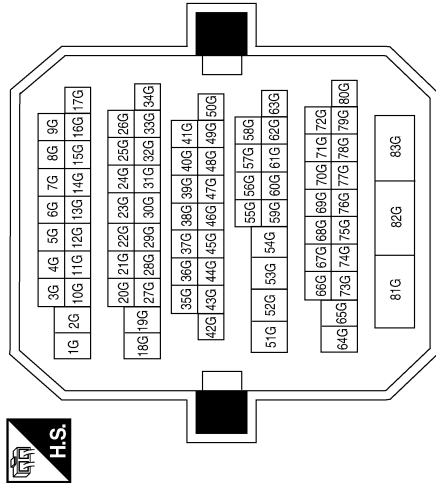 H.S.
1G 2G 3G 4G 5G 6G 7G 8G 9G
10G 11G 12G 13G 14G 15G 16G 17G
18G 19G 20G 21G 22G 23G 24G 25G 26G
27G 28G 29G 30G 31G 32G 33G 34G
35G 36G 37G 38G 39G 40G 41G
42G 43G 44G 45G 46G 47G 48G 49G 50G
51G 52G 53G 54G 55G 56G 57G 58G
59G 60G 61G 62G 63G
64G 65G 66G 67G 68G 69G 70G 71G 72G
73G 74G 75G 76G 77G 78G 79G 80G
81G 82G 83G